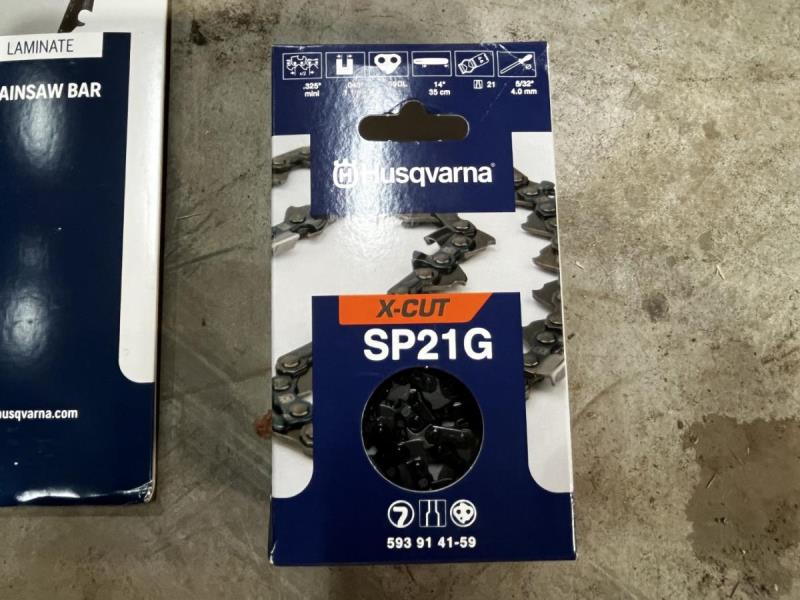 LAMINATE
AINSAW BAR
usqvarna.com
.325"
mini
14"
35 cm
21
5/32"
4.0 mm
Husqvarna®
X-CUT
SP21G
593 91 41-59